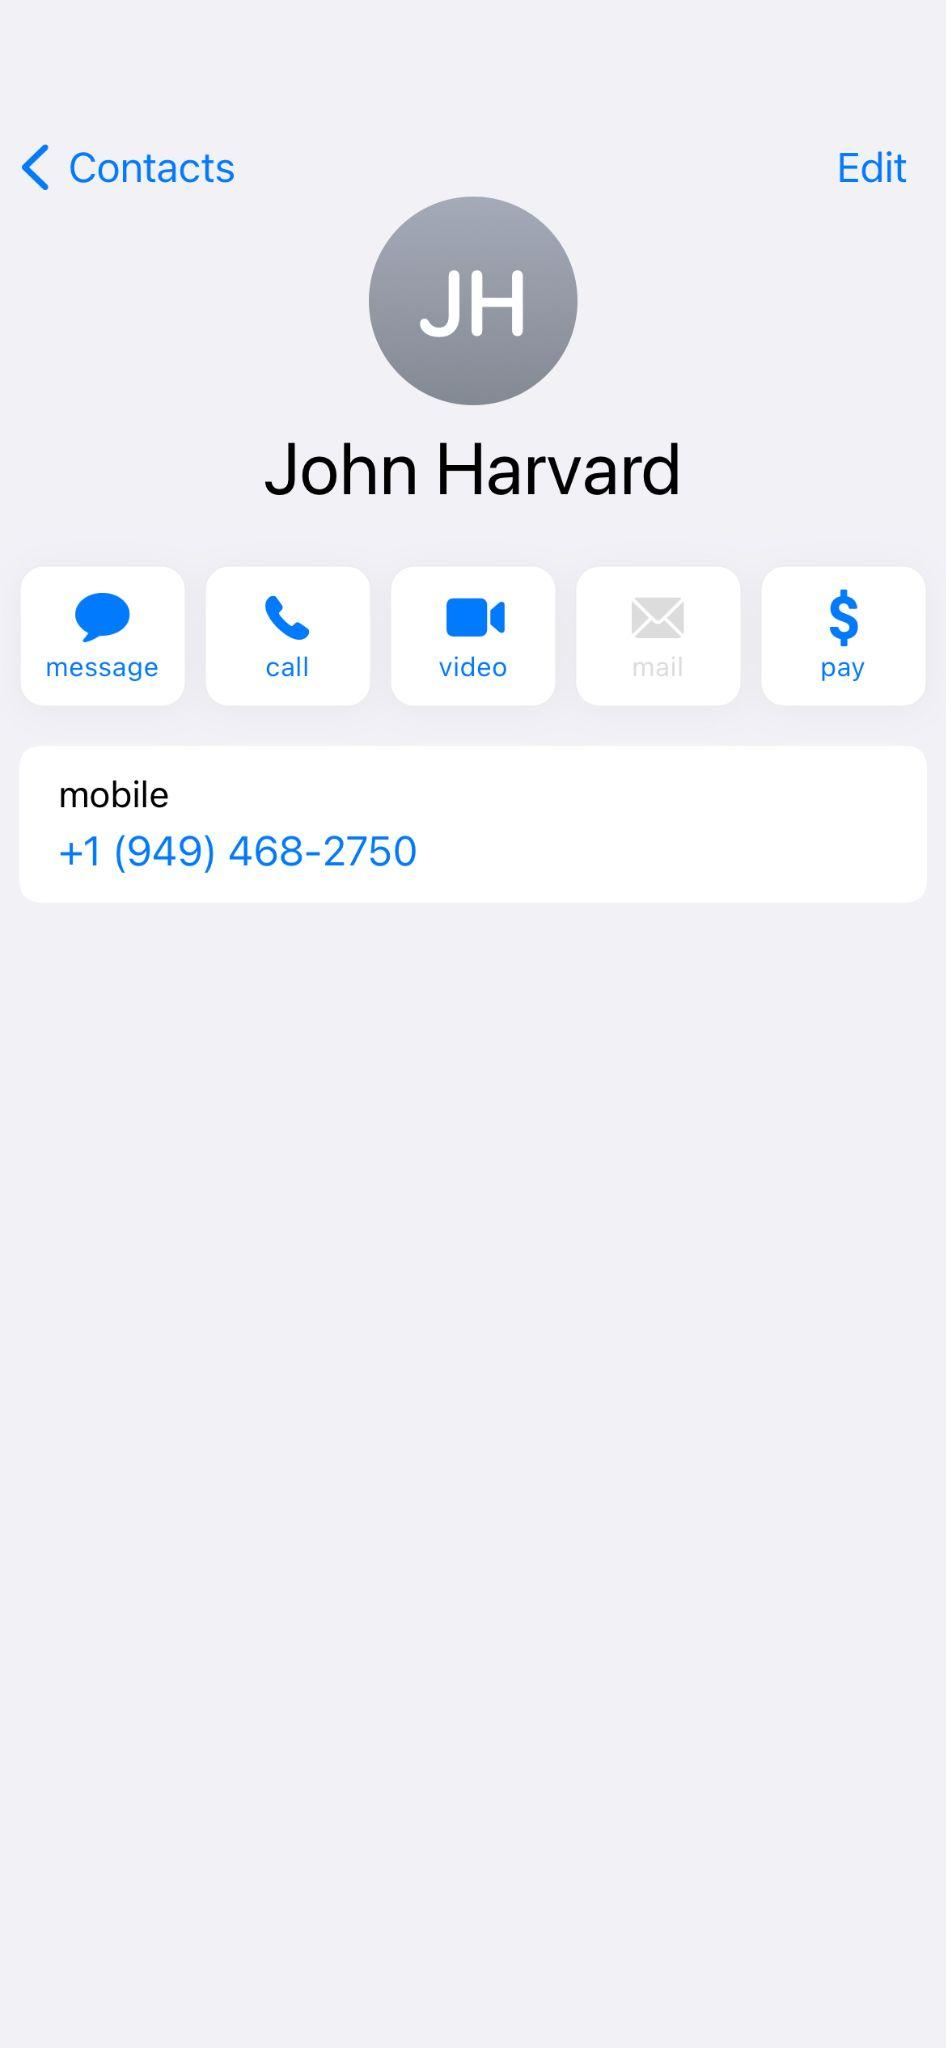 Contacts
Edit
JH
John Harvard
message
call
video
mail
pay
mobile
+1 (949) 468-2750